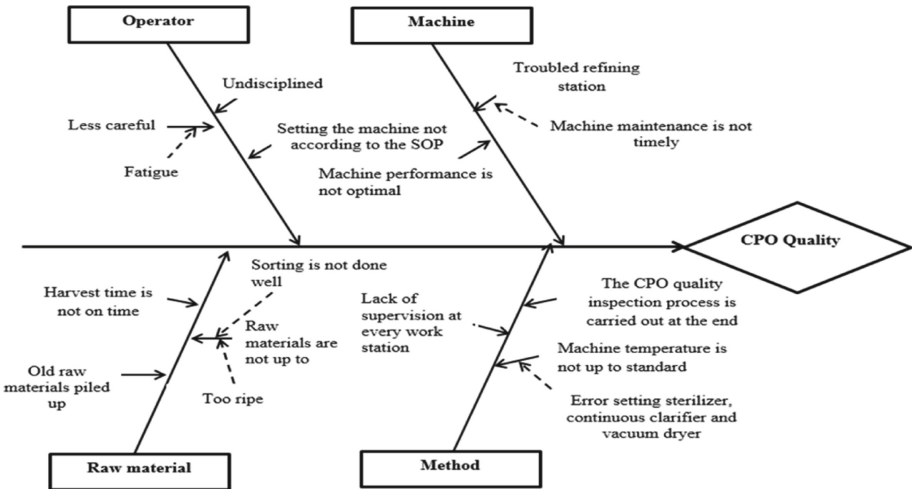 Operator
Machine
Undisciplined
Less careful
Setting the machine not
according to the SOP
Fatigue
Troubled refining
station
Machine maintenance is not
timely
Machine performance is
not optimal
CPO Quality
Sorting is not done
well
Harvest time is
not on time
Raw
materials are
not up to
Old raw
materials piled
up
Too ripe
Lack of
supervision at
every work
station
The CPO quality
inspection process is
carried out at the end
Machine temperature is
not up to standard
Error setting sterilizer,
continuous clarifier and
vacuum dryer
Raw material
Method